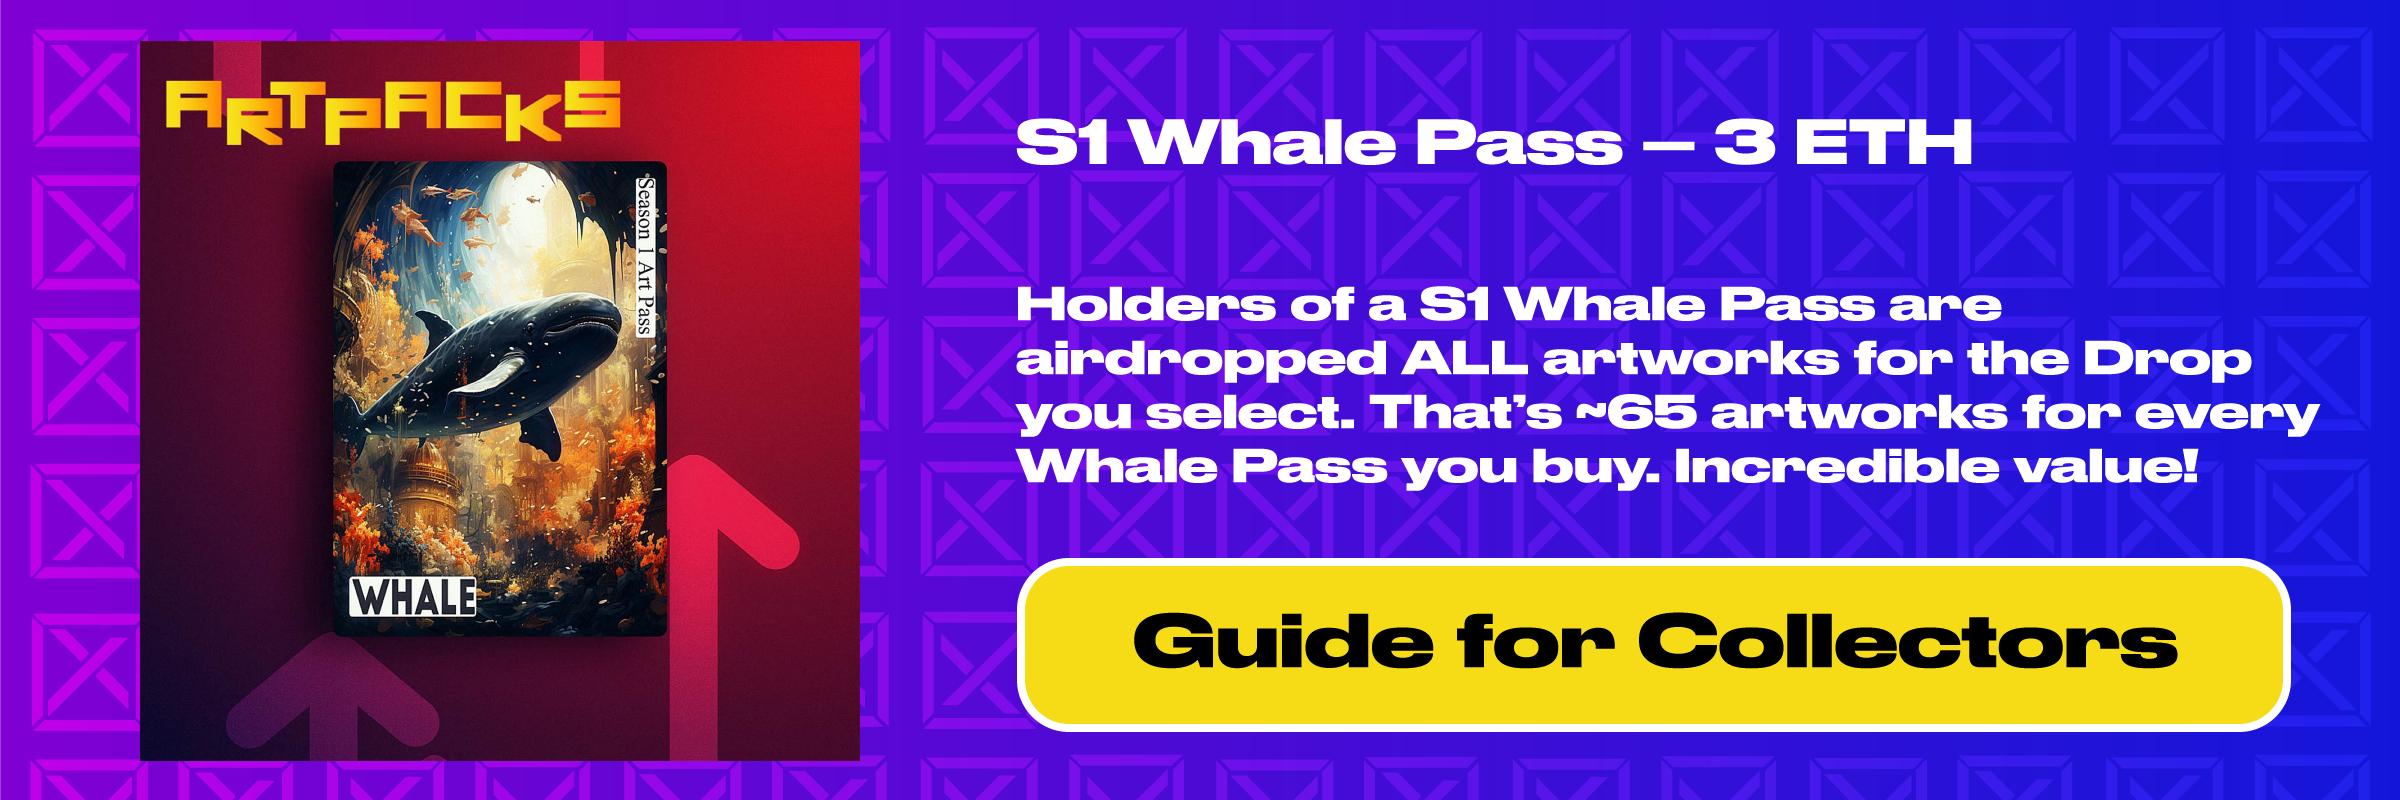 ARTPACKS
Season 1 Art Pass
WHALE
S1 Whale Pass – 3 ETH
Holders of a S1 Whale Pass are
airdropped ALL artworks for the Drop
you select. That’s ~65 artworks for every
Whale Pass you buy. Incredible value!
Guide for Collectors